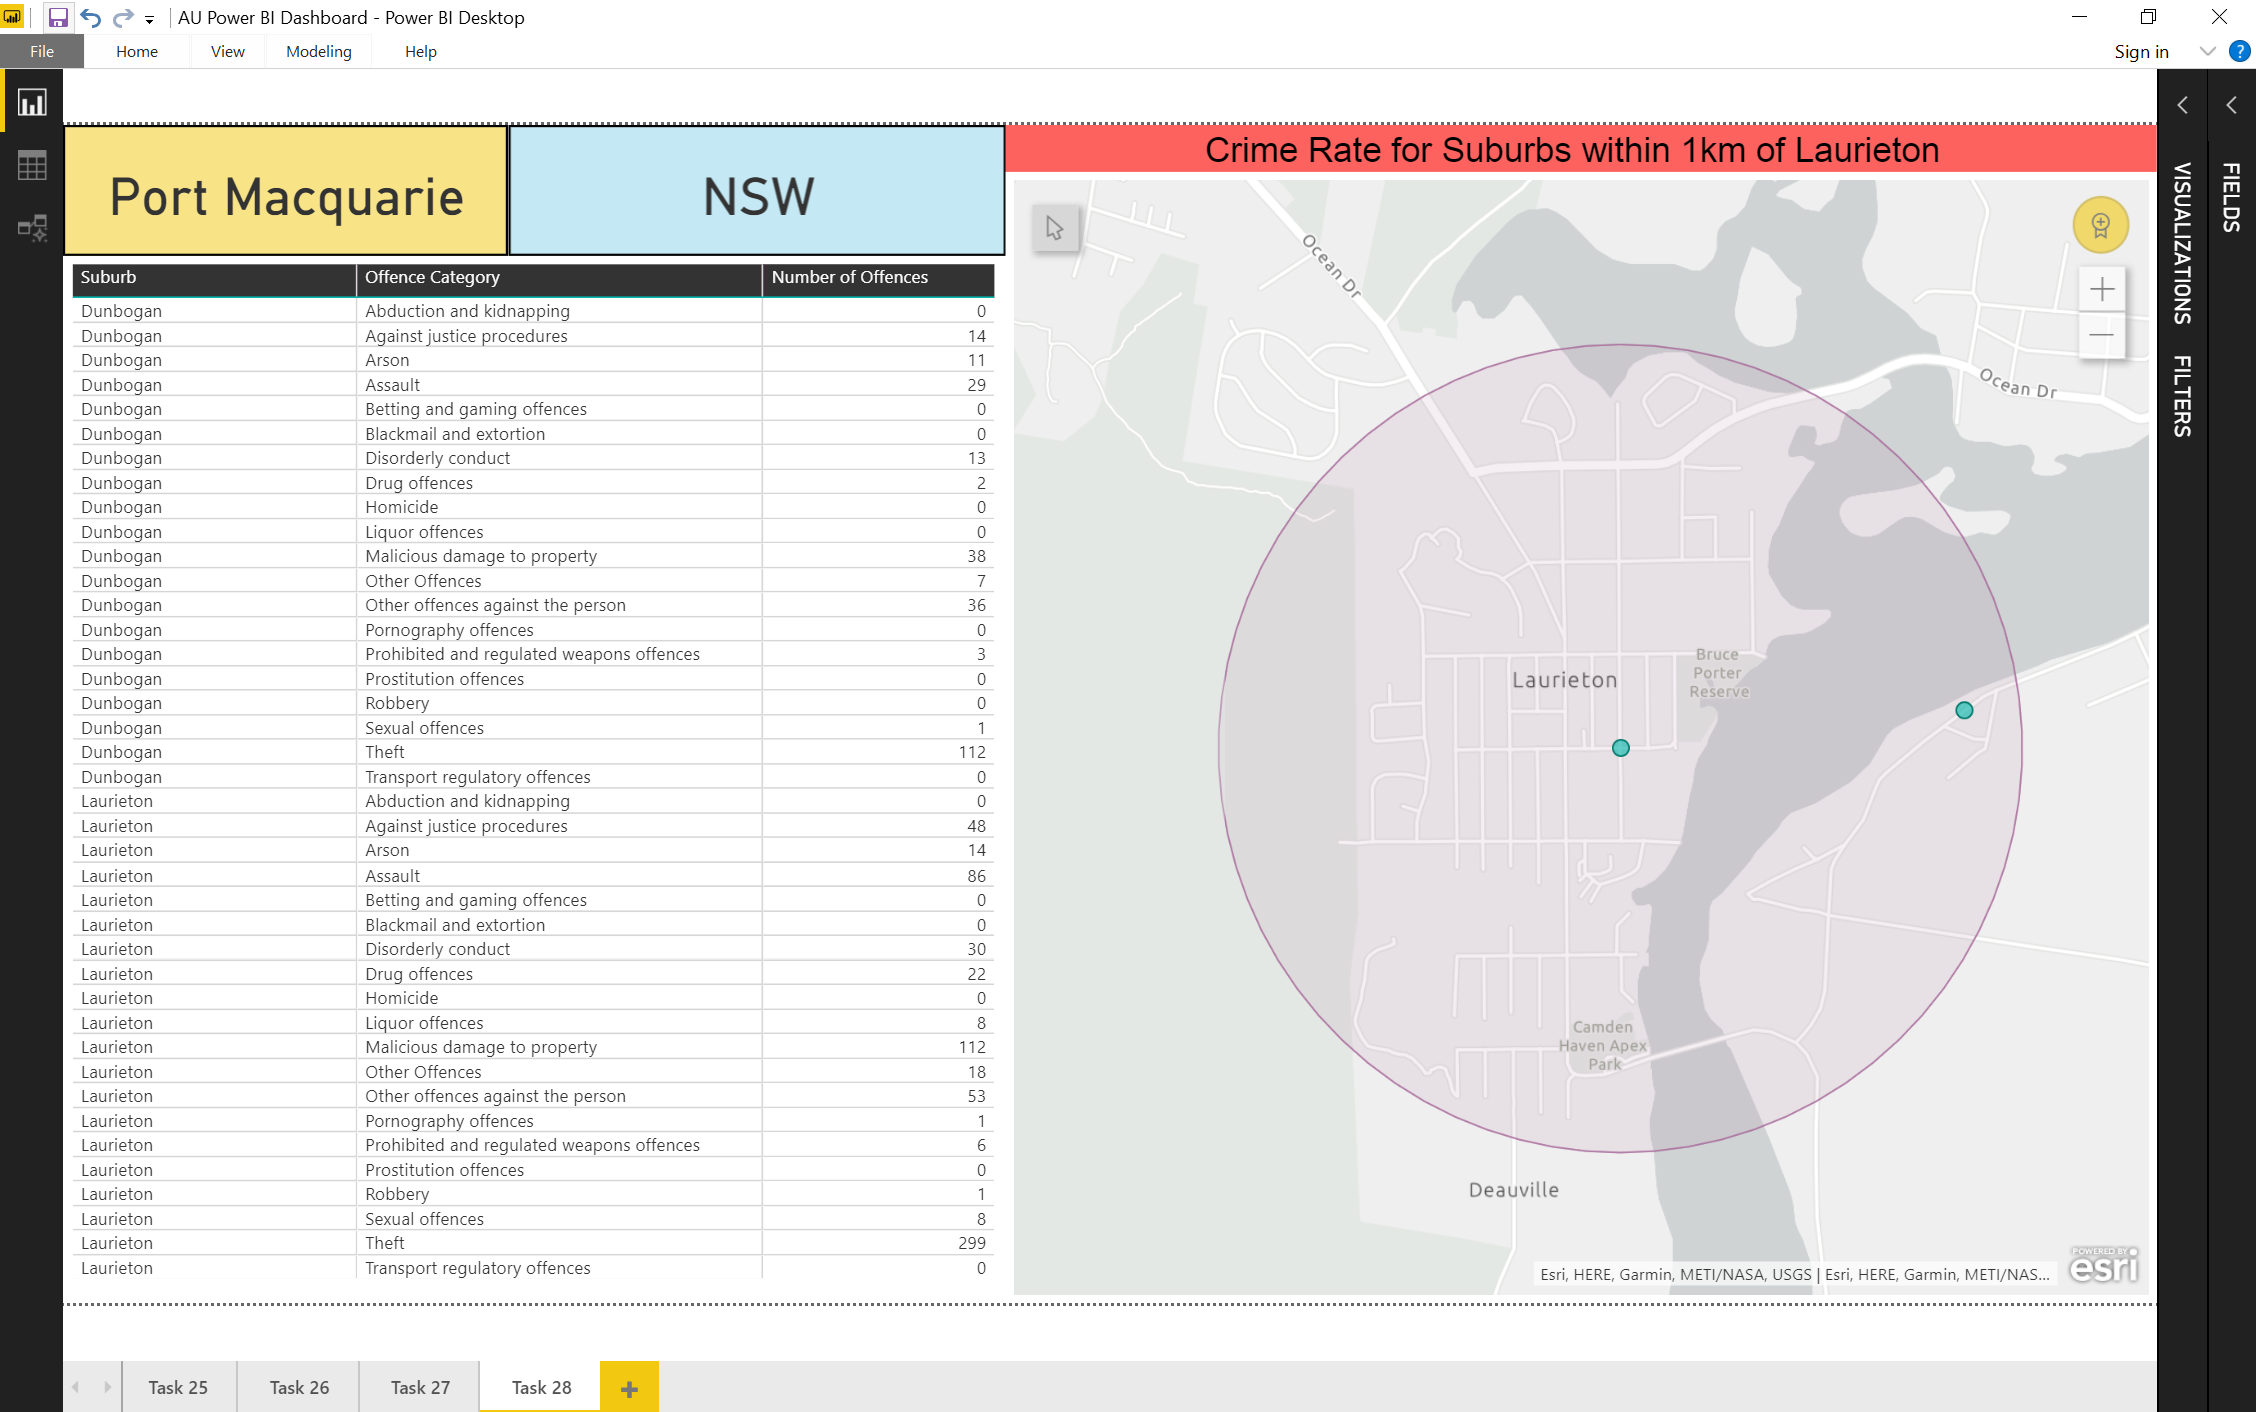 AU Power BI Dashboard - Power BI Desktop
File Home View Modeling Help Sign in ?
Port Macquarie NSW
Suburb Offence Category Number of Offences
Dunbogan Abduction and kidnapping 0
Dunbogan Against justice procedures 14
Dunbogan Arson 11
Dunbogan Assault 29
Dunbogan Betting and gaming offences 0
Dunbogan Blackmail and extortion 0
Dunbogan Disorderly conduct 13
Dunbogan Drug offences 2
Dunbogan Homicide 0
Dunbogan Liquor offences 0
Dunbogan Malicious damage to property 38
Dunbogan Other Offences 7
Dunbogan Other offences against the person 36
Dunbogan Pornography offences 0
Dunbogan Prohibited and regulated weapons offences 3
Dunbogan Prostitution offences 0
Dunbogan Robbery 0
Dunbogan Sexual offences 1
Dunbogan Theft 112
Dunbogan Transport regulatory offences 0
Laurieton Abduction and kidnapping 0
Laurieton Against justice procedures 48
Laurieton Arson 14
Laurieton Assault 86
Laurieton Betting and gaming offences 0
Laurieton Blackmail and extortion 0
Laurieton Disorderly conduct 30
Laurieton Drug offences 22
Laurieton Homicide 0
Laurieton Liquor offences 8
Laurieton Malicious damage to property 112
Laurieton Other Offences 18
Laurieton Other offences against the person 53
Laurieton Pornography offences 1
Laurieton Prohibited and regulated weapons offences 6
Laurieton Prostitution offences 0
Laurieton Robbery 1
Laurieton Sexual offences 8
Laurieton Theft 299
Laurieton Transport regulatory offences 0
Crime Rate for Suburbs within 1km of Laurieton
Ocean Dr
Ocean Dr
Bruce
Porter
Reserve
Laurieton
Camden
Haven Apex
Park
Deauville
Esri, HERE, Garmin, METI/NASA, USGS | Esri, HERE, Garmin, METI/NAS...
POWERED BY
esri
VISUALIZATIONS
FILTERS
FIELDS
Task 25 Task 26 Task 27 Task 28